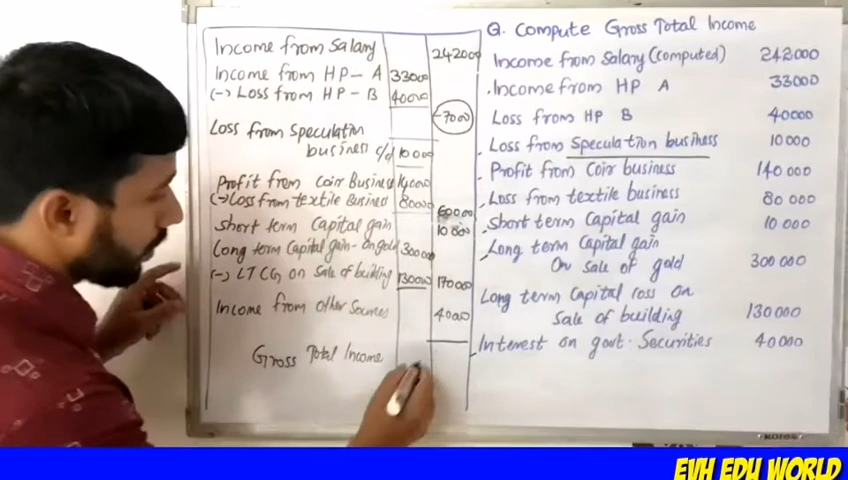 Income from Salary 242000
Income from HP - A 33000
(-) Loss from HP - B 40000
-7000
Loss from Speculation
business c/d 10000
Profit from Coir Business 140000
(-) Loss from textile Business 80000 60000
Short term Capital gain 10000
Long term Capital gain - on gold 300000
(-) LTCG on Sale of building 130000 170000
Income from Other Sources 40000
Gross Total Income
Q. Compute Gross Total Income
Income from Salary (computed) 242000
Income from HP A 33000
Loss from HP B 40000
Loss from Speculation business 10000
Profit from Coir business 140000
Loss from textile business 80000
Short term Capital gain 10000
Long term Capital gain
On sale of gold 300000
Long term Capital loss on
Sale of building 130000
Interest on govt. Securities 40000
KOROS
EVH EDU WORLD